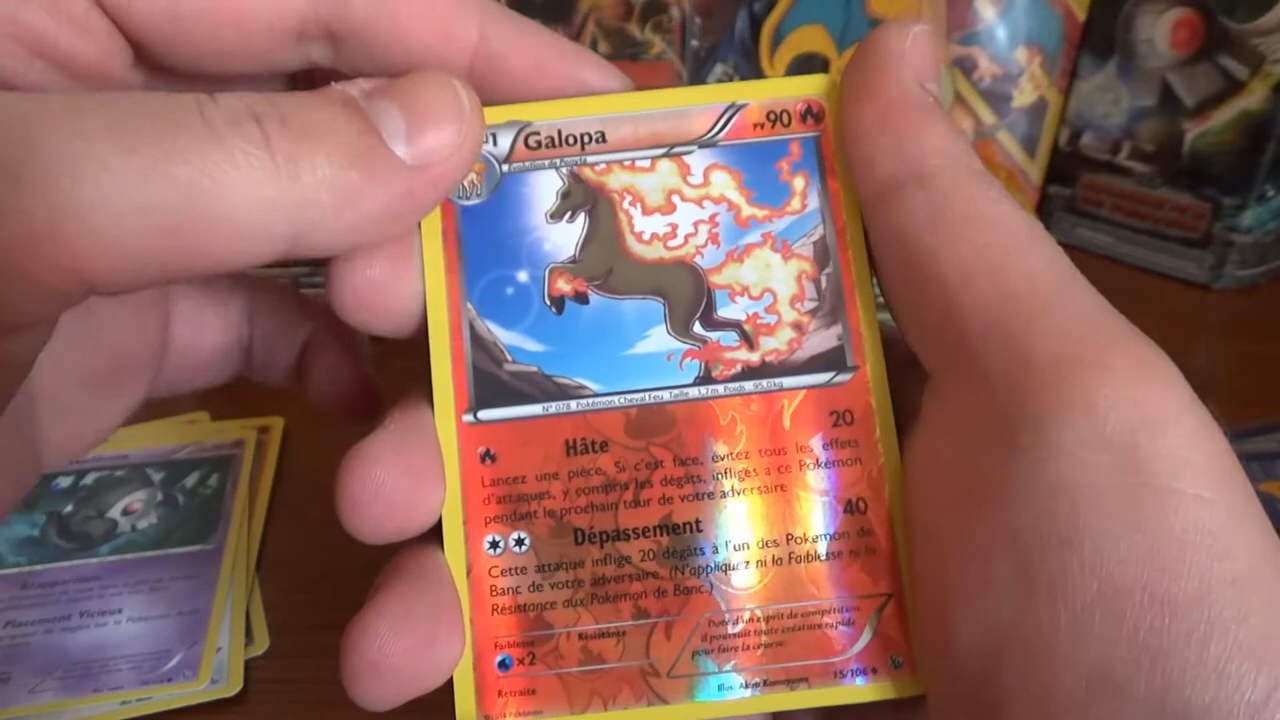 Galopa
PV90
Évolution de Ponyta
N° 078 Pokémon Cheval Feu Taille : 1,7 m Poids : 95,0 kg
Hâte 20
Lancez une pièce. Si c'est face, évitez tous les effets
d'attaques, y compris les dégâts, infligés à ce Pokémon
pendant le prochain tour de votre adversaire
Dépassement 40
Cette attaque inflige 20 dégâts à l'un des Pokémon de
Banc de votre adversaire. (N'appliquez ni la Faiblesse ni la
Résistance aux Pokémon de Banc.)
Faiblesse Résistance
x2
Doté d'un esprit de compétition,
il poursuit toute créature rapide
pour faire la course.
Retraite
Illus. Akira Komayama
15/106
©2014 Pokémon
Placement Vicieux